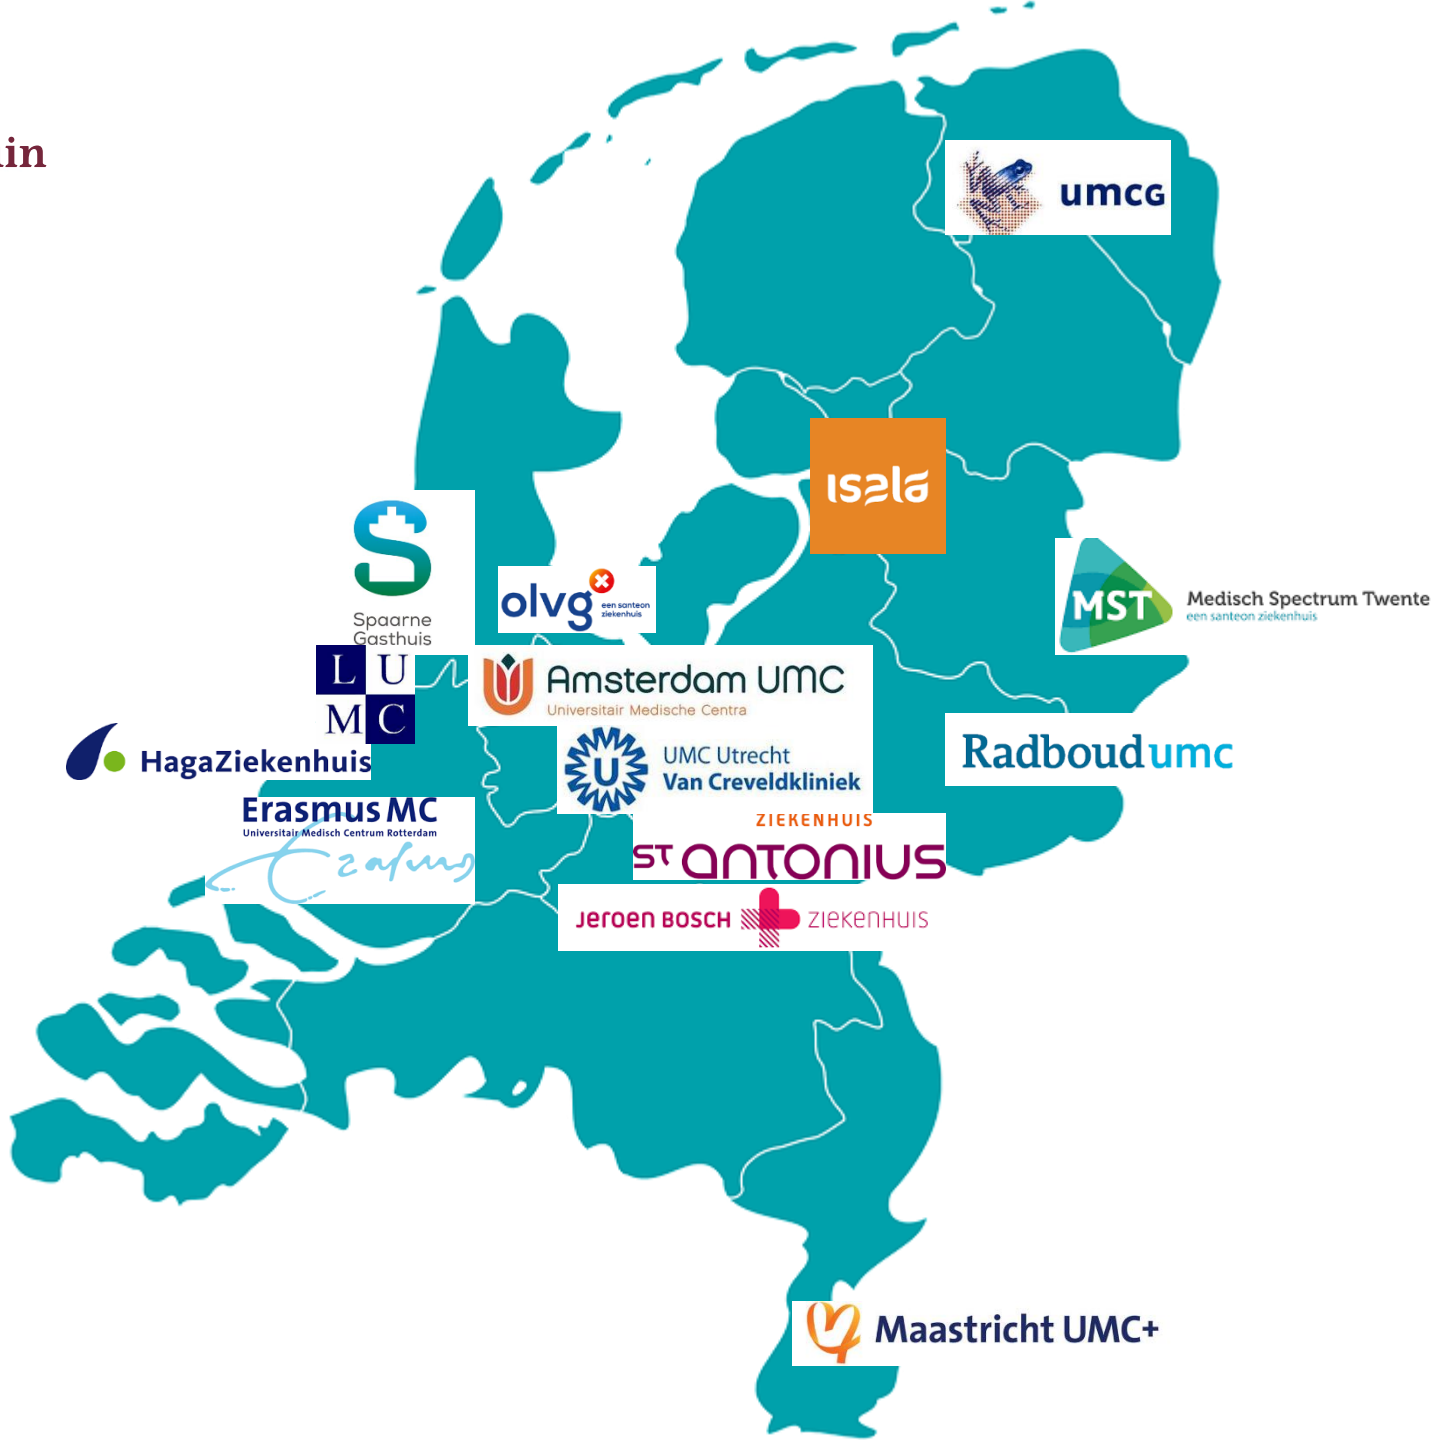 umcg
ısala
Spaarne
Gasthuis
olvg
een santeon
ziekenhuis
MST
Medisch Spectrum Twente
een santeon ziekenhuis
L U
M C
Amsterdam UMC
Universitair Medische Centra
HagaZiekenhuis
UMC Utrecht
Van Creveldkliniek
U
Radboudumc
Erasmus MC
Universitair Medisch Centrum Rotterdam
Erasmus
ZIEKENHUIS
ST ANTONIUS
Jeroen Bosch ZIEKENHUIS
Maastricht UMC+